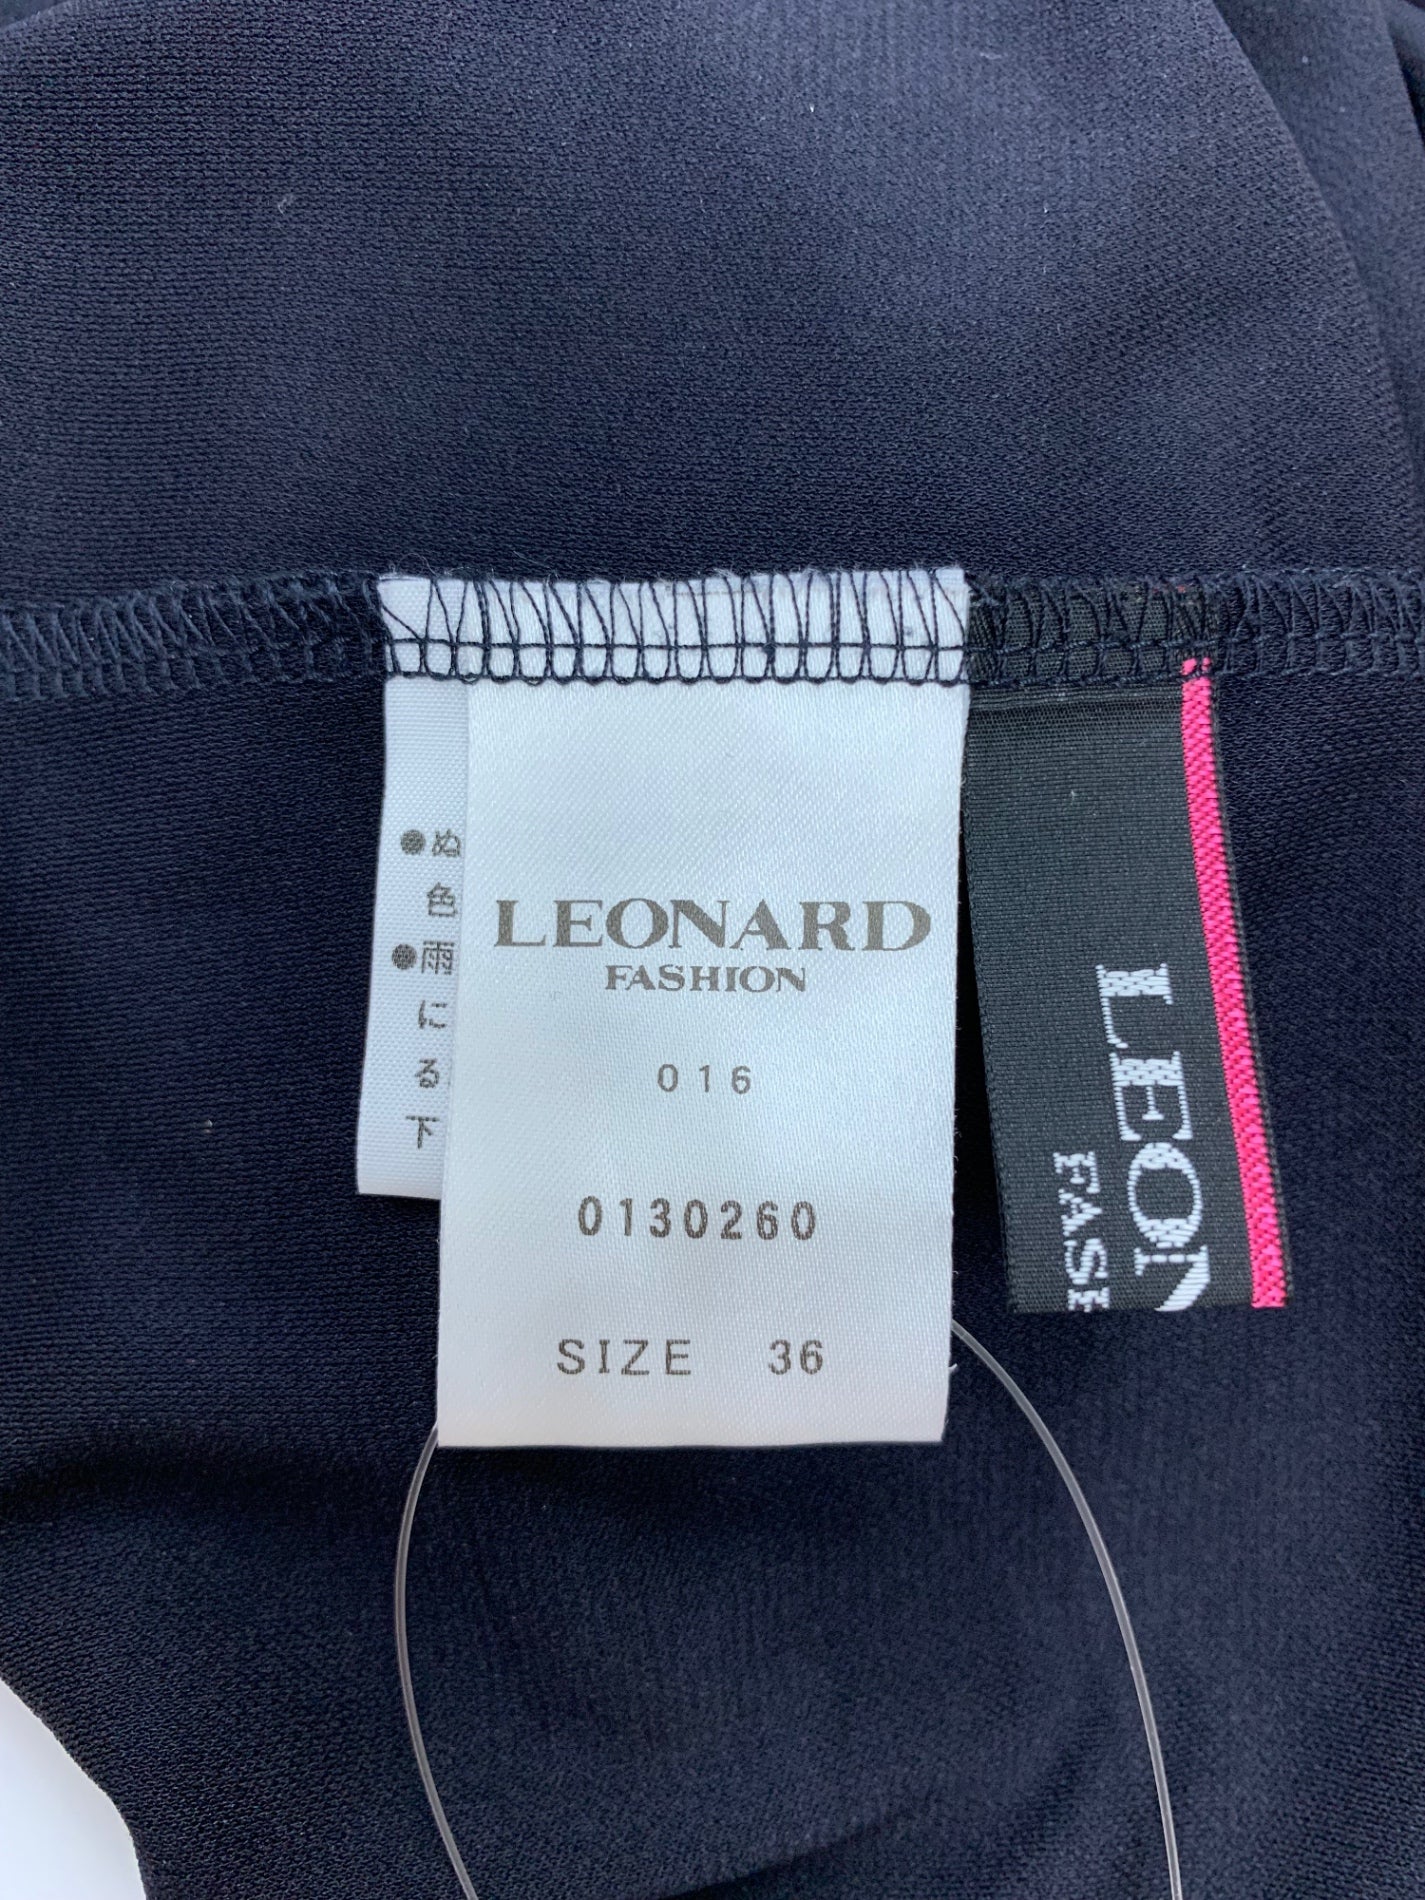 LEONARD
FASHION
016
0130260
SIZE 36
●ぬ
色
●雨
に
る
下
LEON
FASH